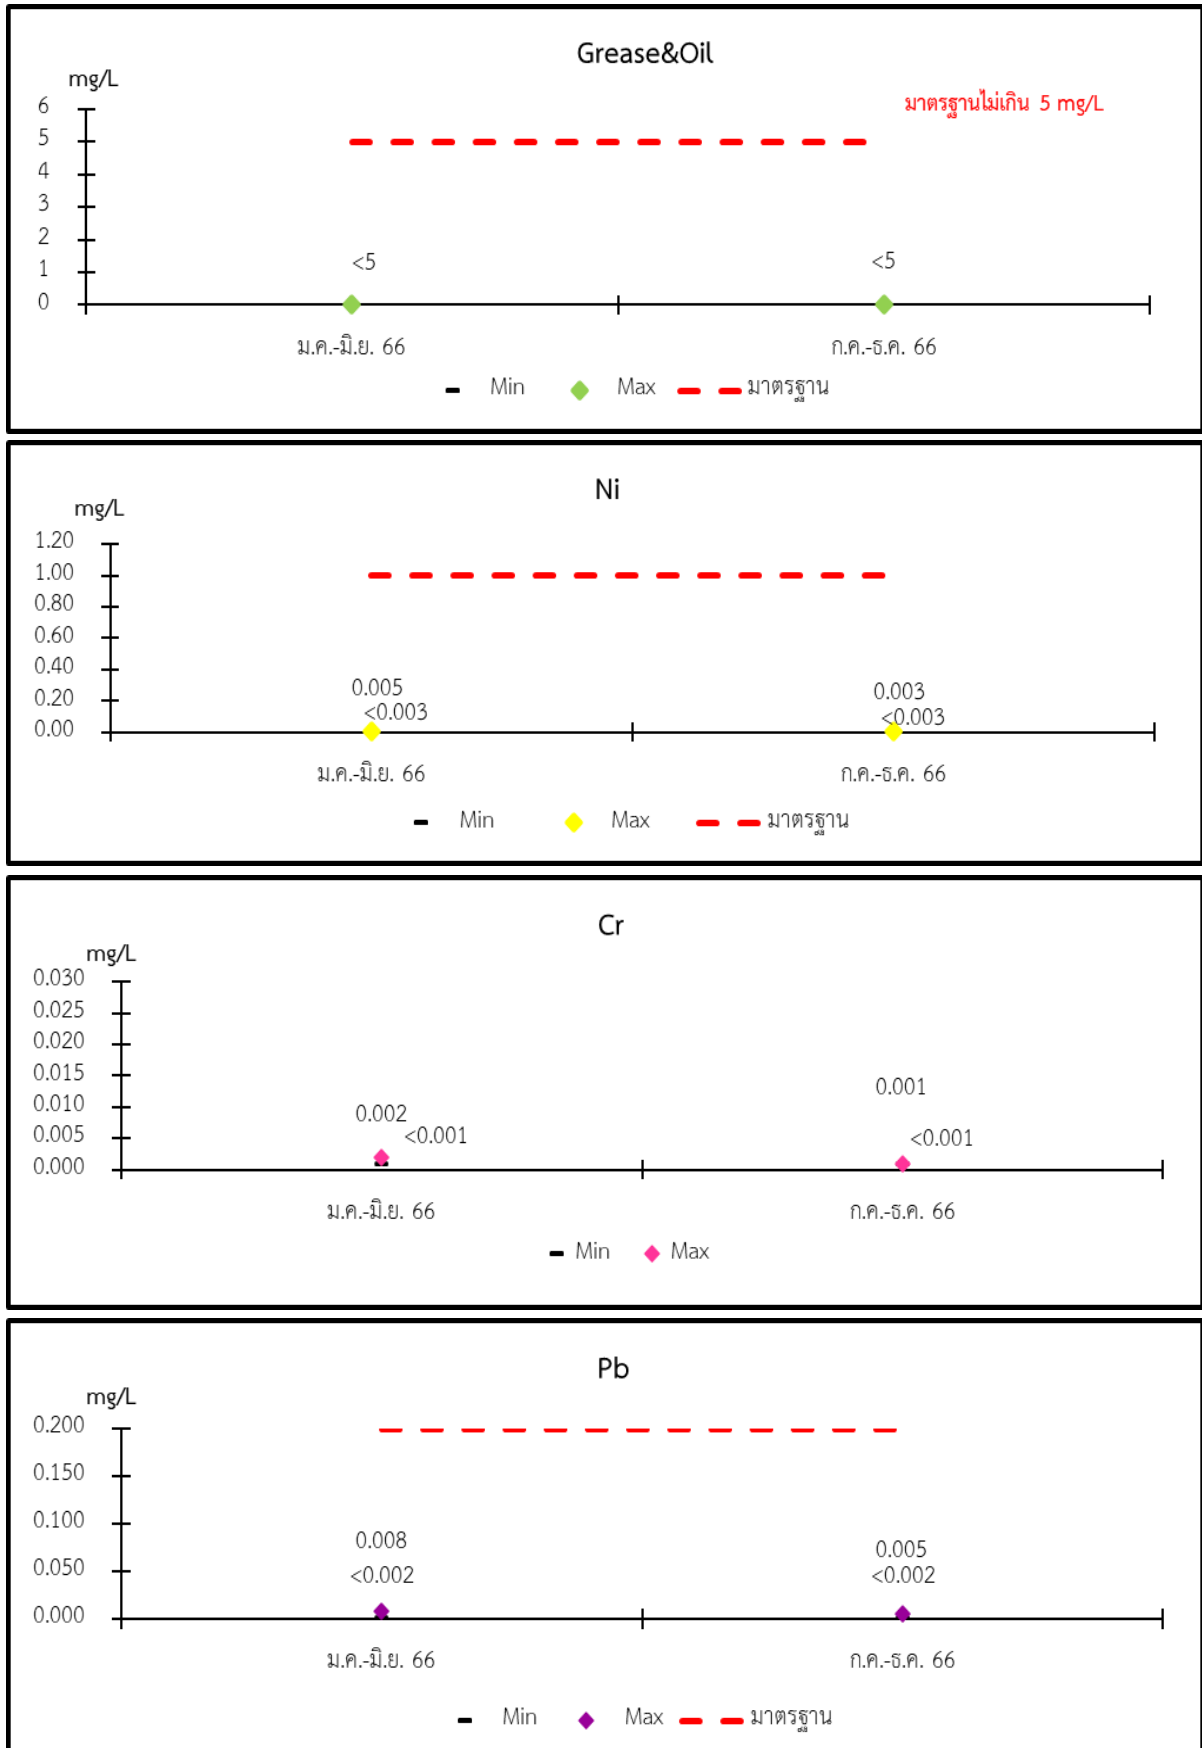 Grease&Oil
mg/L
มาตรฐานไม่เกิน 5 mg/L
6
5
4
3
2
1
0
<5 <5
ม.ค.-มิ.ย. 66 ก.ค.-ธ.ค. 66
Min Max มาตรฐาน
Ni
mg/L
1.20
1.00
0.80
0.60
0.40
0.20
0.00
0.005 0.003
<0.003 <0.003
ม.ค.-มิ.ย. 66 ก.ค.-ธ.ค. 66
Min Max มาตรฐาน
Cr
mg/L
0.030
0.025
0.020
0.015
0.010
0.005
0.000
0.002 0.001
<0.001 <0.001
ม.ค.-มิ.ย. 66 ก.ค.-ธ.ค. 66
Min Max
Pb
mg/L
0.200
0.150
0.100
0.050
0.000
0.008 0.005
<0.002 <0.002
ม.ค.-มิ.ย. 66 ก.ค.-ธ.ค. 66
Min Max มาตรฐาน